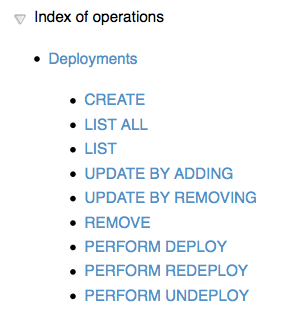 Index of operations
Deployments
CREATE
LIST ALL
LIST
UPDATE BY ADDING
UPDATE BY REMOVING
REMOVE
PERFORM DEPLOY
PERFORM REDEPLOY
PERFORM UNDEPLOY